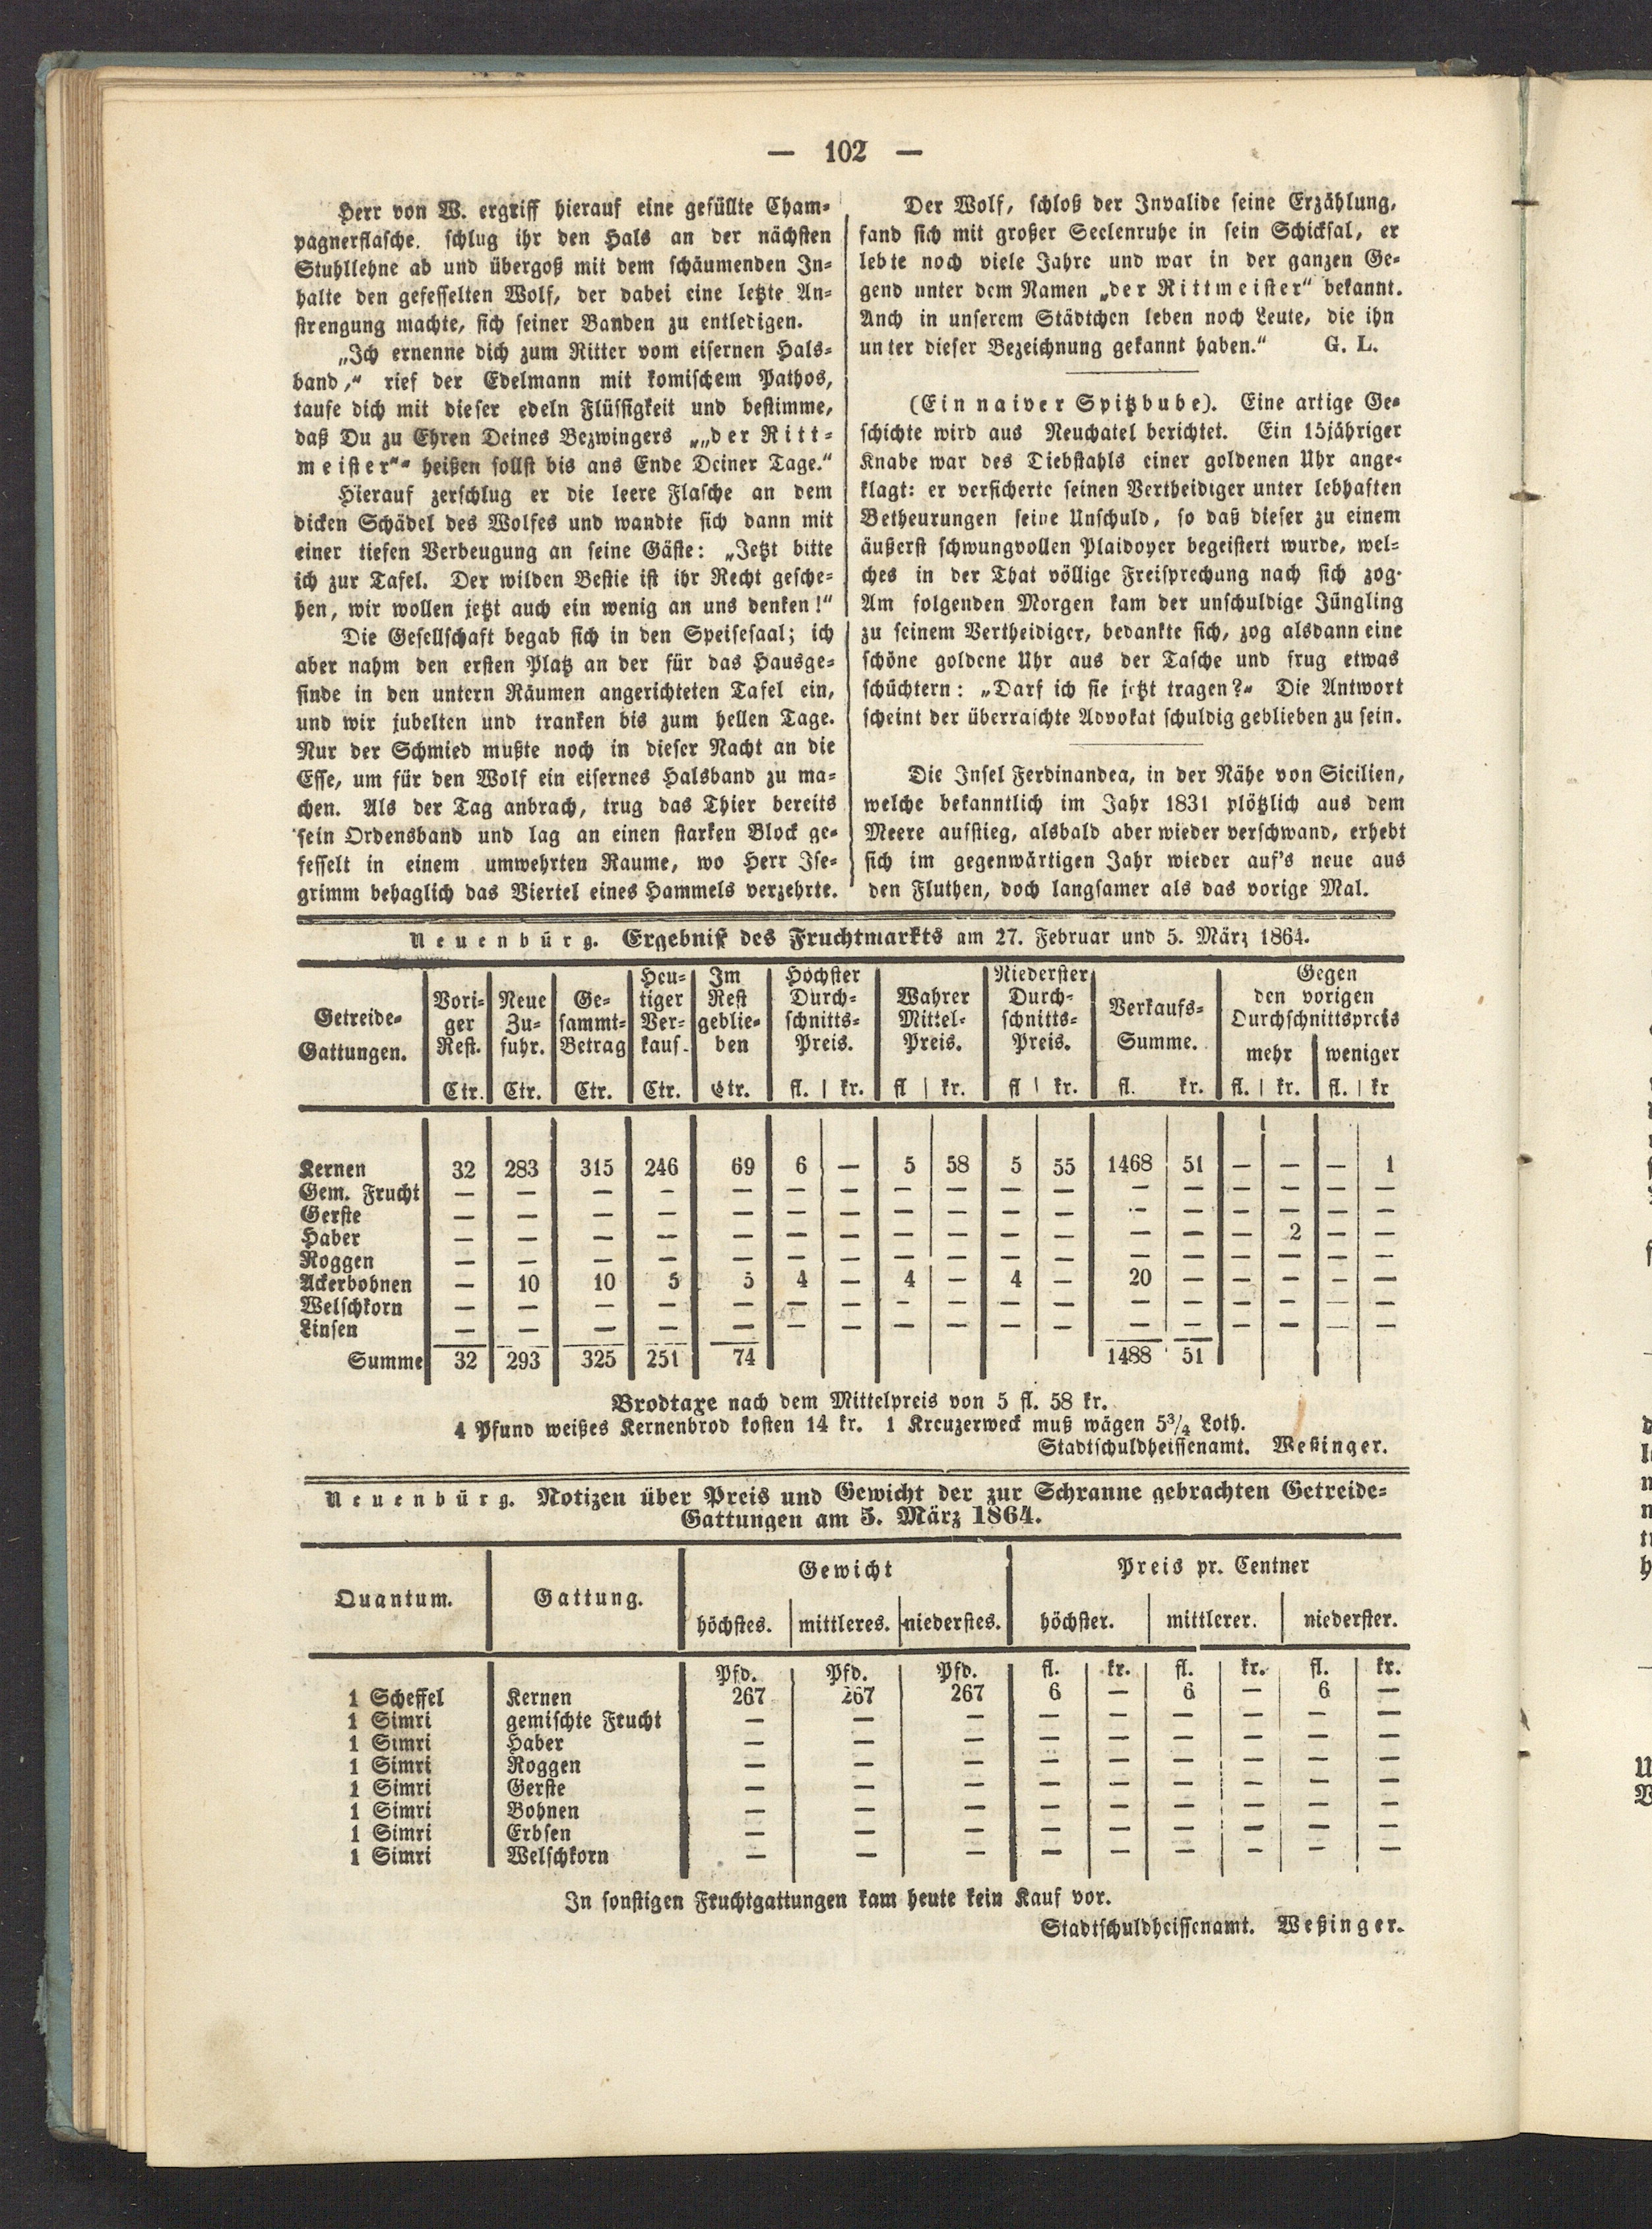 — 102 —
Herr von W. ergriff hierauf eine gefüllte Cham-
pagnerflasche, schlug ihr den Hals an der nächsten
Stuhllehne ab und übergoß mit dem schäumenden In-
halte den gefesselten Wolf, der dabei eine letzte An-
strengung machte, sich seiner Banden zu entledigen.
„Ich ernenne dich zum Ritter vom eisernen Hals-
band,“ rief der Edelmann mit komischem Pathos,
taufe dich mit dieser edeln Flüssigkeit und bestimme,
daß Du zu Ehren Deines Bezwingers „„der Ritt-
meister“" heißen sollst bis ans Ende Deiner Tage.“
Hierauf zerschlug er die leere Flasche an dem
dicken Schädel des Wolfes und wandte sich dann mit
einer tiefen Verbeugung an seine Gäste: „Jetzt bitte
ich zur Tafel. Der wilden Bestie ist ihr Recht gesche-
hen, wir wollen jetzt auch ein wenig an uns denken!“
Die Gesellschaft begab sich in den Speisesaal; ich
aber nahm den ersten Platz an der für das Hausge-
sinde in den untern Räumen angerichteten Tafel ein,
und wir jubelten und tranken bis zum hellen Tage.
Nur der Schmied mußte noch in dieser Nacht an die
Esse, um für den Wolf ein eisernes Halsband zu ma-
chen. Als der Tag anbrach, trug das Thier bereits
sein Ordensband und lag an einen starken Block ge-
fesselt in einem umwehrten Raume, wo Herr Ise-
grimm behaglich das Viertel eines Hammels verzehrte.
Der Wolf, schloß der Invalide seine Erzählung,
fand sich mit großer Seelenruhe in sein Schicksal, er
lebte noch viele Jahre und war in der ganzen Ge-
gend unter dem Namen „der Rittmeister“ bekannt.
Anch in unserem Städtchen leben noch Leute, die ihn
unter dieser Bezeichnung gekannt haben.“ G. L.
(Ein naiver Spitzbube). Eine artige Ge-
schichte wird aus Neuchatel berichtet. Ein 15jähriger
Knabe war des Diebstahls einer goldenen Uhr ange-
klagt: er versicherte seinen Vertheidiger unter lebhaften
Betheurungen seine Unschuld, so daß dieser zu einem
äußerst schwungvollen Plaidoyer begeistert wurde, wel-
ches in der That völlige Freisprechung nach sich zog.
Am folgenden Morgen kam der unschuldige Jüngling
zu seinem Vertheidiger, bedankte sich, zog alsdann eine
schöne goldene Uhr aus der Tasche und frug etwas
schüchtern: „Darf ich sie jetzt tragen?" Die Antwort
scheint der überraschte Advokat schuldig geblieben zu sein.
Die Insel Ferdinandea, in der Nähe von Sicilien,
welche bekanntlich im Jahr 1831 plötzlich aus dem
Meere aufstieg, alsbald aber wieder verschwand, erhebt
sich im gegenwärtigen Jahr wieder auf's neue aus
den Fluthen, doch langsamer als das vorige Mal.
Neuenbürg. Ergebniß des Fruchtmarkts am 27. Februar und 5. März 1864.
Getreide-Gattungen. | Vori-ger Rest. | Neue Zu-fuhr. | Ge-sammt-Betrag | Heu-tiger Ver-kauf. | Im Rest geblie-ben | Höchster Durch-schnitts-Preis. | Wahrer Mittel-Preis. | Niederster Durch-schnitts-Preis. | Verkaufs-Summe. | Gegen den vorigen Durchschnittspreis mehr | weniger
Ctr. | Ctr. | Ctr. | Ctr. | Ctr. | fl. | kr. | fl | kr. | fl | kr. | fl. kr. | fl. | kr. | fl. | kr
Kernen 32 283 315 246 69 6 — 5 58 5 55 1468 51 — — — 1
Gem. Frucht — — — — — — — — — — — — — — — — —
Gerste — — — — — — — — — — — — — — — — —
Haber — — — — — — — — — — — — — — 2 — —
Roggen — — — — — — — — — — — — — — — — —
Ackerbohnen — 10 10 5 5 4 — 4 — 4 — 20 — — — — —
Welschkorn — — — — — — — — — — — — — — — — —
Linsen — — — — — — — — — — — — — — — — —
Summe 32 293 325 251 74 1488 51
Brodtaxe nach dem Mittelpreis von 5 fl. 58 kr.
4 Pfund weißes Kernenbrod kosten 14 kr. 1 Kreuzerweck muß wägen 5³/₄ Loth.
Stadtschuldheissenamt. Weßinger.
Neuenbürg. Notizen über Preis und Gewicht der zur Schranne gebrachten Getreide-
Gattungen am 5. März 1864.
Quantum. | Gattung. | Gewicht | Preis pr. Centner
höchstes. | mittleres. | niederstes. | höchster. | mittlerer. | niederster.
Pfd. | Pfd. | Pfd. | fl. | kr. | fl. | kr. | fl. | kr.
1 Scheffel Kernen 267 267 267 6 — 6 — 6 —
1 Simri gemischte Frucht — — — — — — — — —
1 Simri Haber — — — — — — — — —
1 Simri Roggen — — — — — — — — —
1 Simri Gerste — — — — — — — — —
1 Simri Bohnen — — — — — — — — —
1 Simri Erbsen — — — — — — — — —
1 Simri Welschkorn — — — — — — — — —
In sonstigen Fruchtgattungen kam heute kein Kauf vor.
Stadtschuldheissenamt. Weßinger.